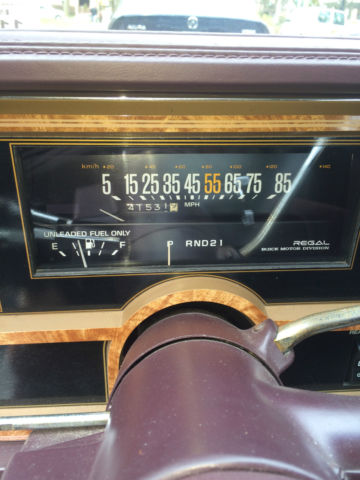 ACURA
km/h 20 40 60 80 100 120 140
5 15 25 35 45 55 65 75 85
MPH
UNLEADED FUEL ONLY
E F P RND21
REGAL
BUICK MOTOR DIVISION